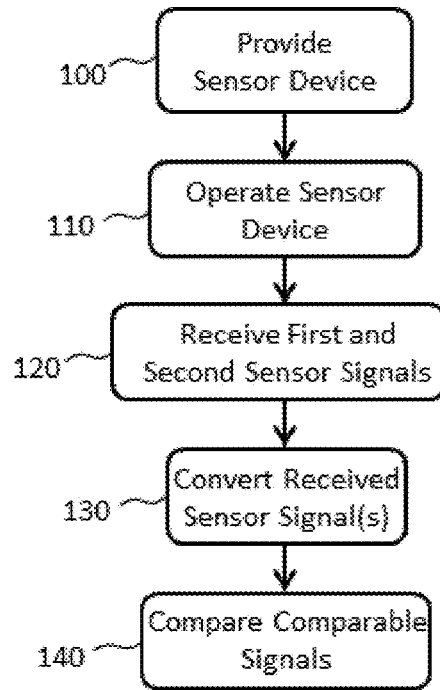 100
Provide
Sensor Device
110
Operate Sensor
Device
120
Receive First and
Second Sensor Signals
130
Convert Received
Sensor Signal(s)
140
Compare Comparable
Signals